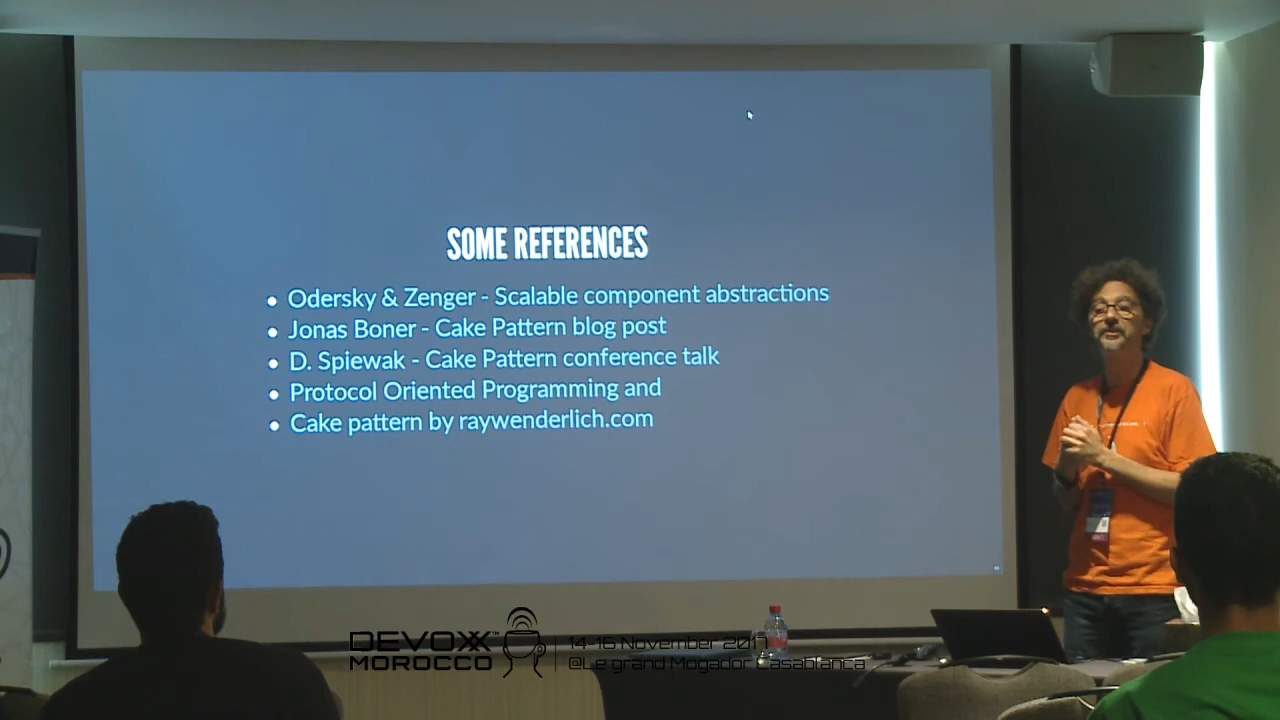 SOME REFERENCES
Odersky & Zenger - Scalable component abstractions
Jonas Boner - Cake Pattern blog post
D. Spiewak - Cake Pattern conference talk
Protocol Oriented Programming and
Cake pattern by raywenderlich.com
DEVOXX™ MOROCCO
14-16 November 2017
@Le grand Mogador Casablanca